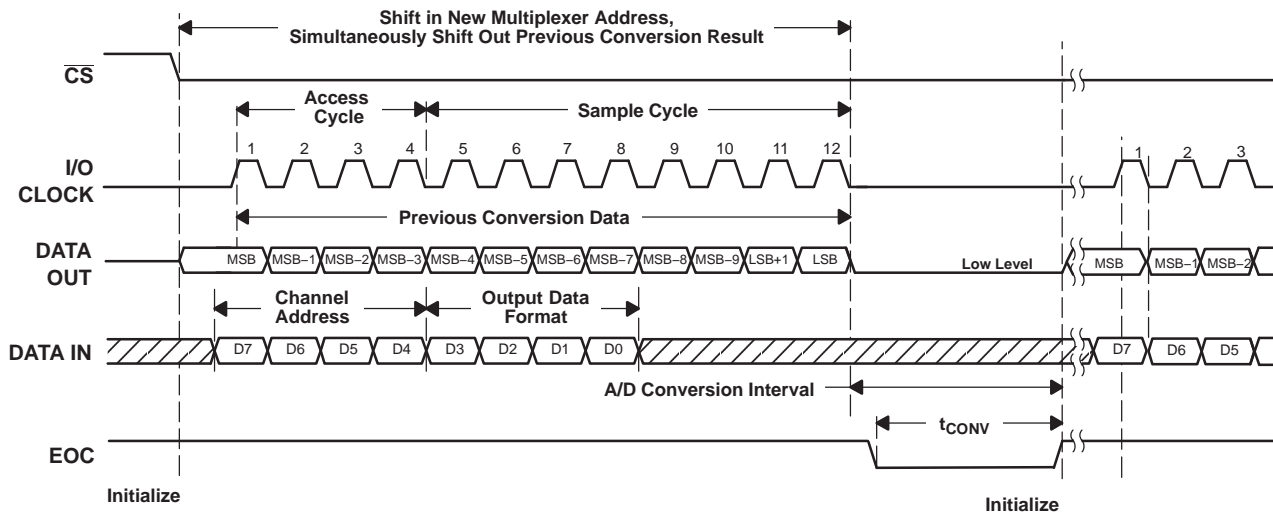 Shift in New Multiplexer Address,
Simultaneously Shift Out Previous Conversion Result
CS
Access
Cycle
Sample Cycle
1 2 3 4 5 6 7 8 9 10 11 12 1 2 3
I/O
CLOCK
Previous Conversion Data
DATA
OUT
MSB MSB–1 MSB–2 MSB–3 MSB–4 MSB–5 MSB–6 MSB–7 MSB–8 MSB–9 LSB+1 LSB Low Level MSB MSB–1 MSB–2
Channel
Address
Output Data
Format
DATA IN
D7 D6 D5 D4 D3 D2 D1 D0 D7 D6 D5
A/D Conversion Interval
tCONV
EOC
Initialize Initialize